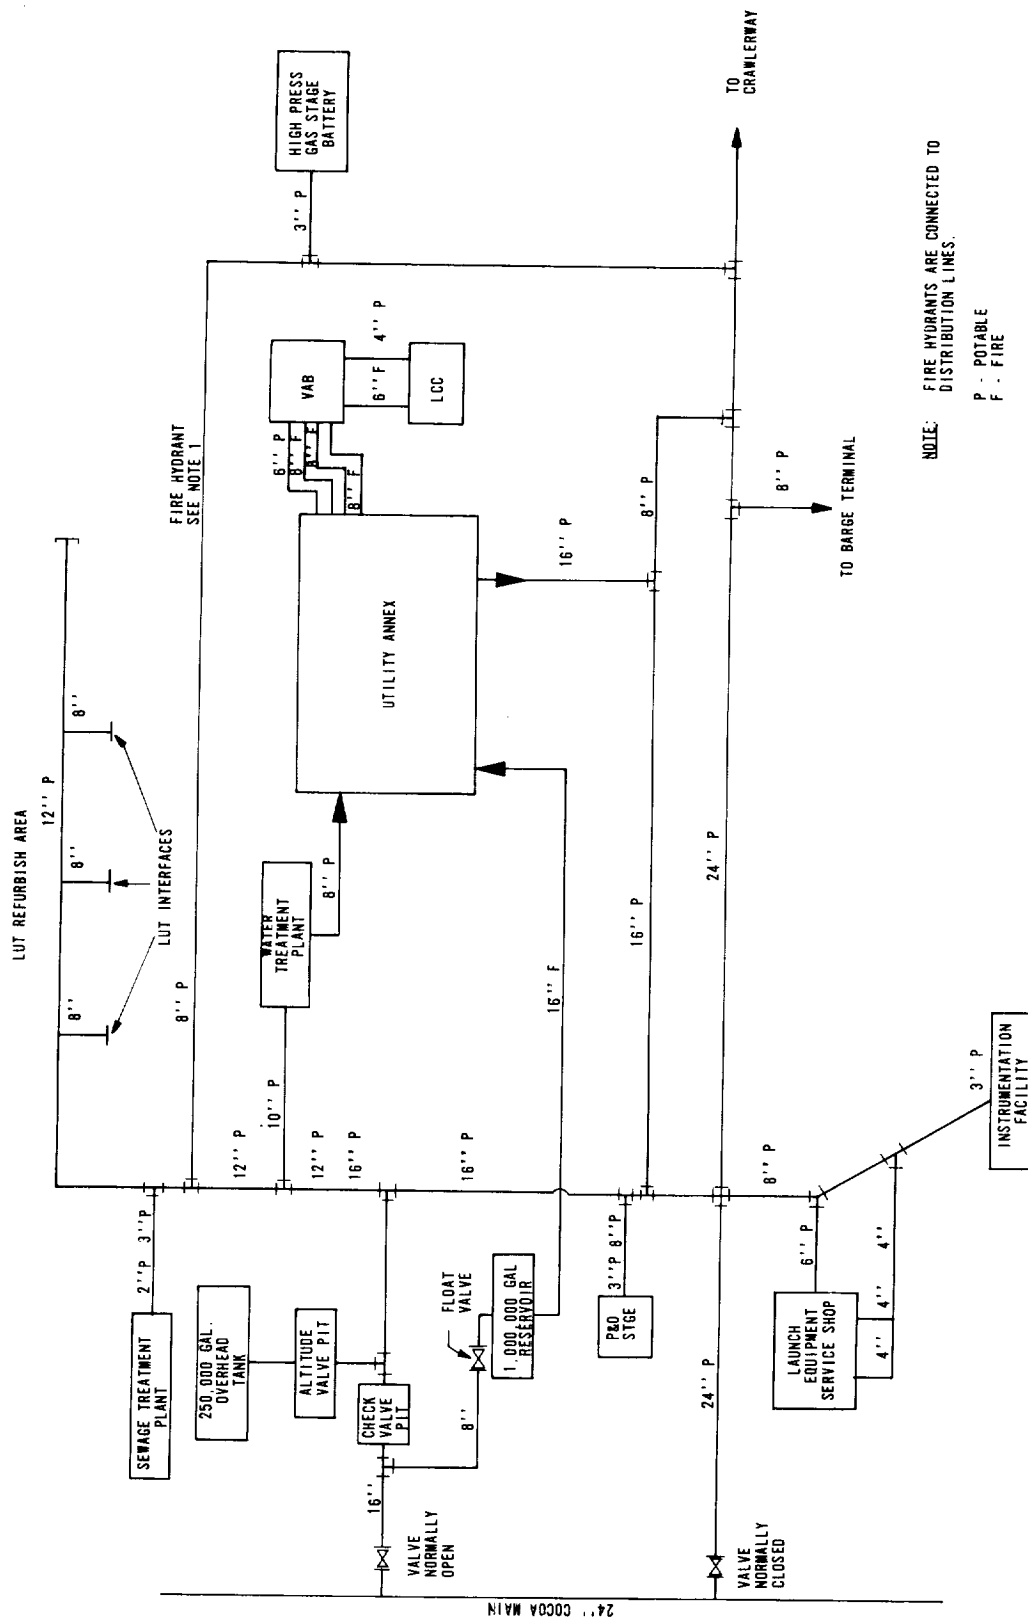 LUT REFURBISH AREA
12'' P
8''
8''
8''
LUT INTERFACES
FIRE HYDRANT
SEE NOTE 1
8'' P
3'' P
HIGH PRESS
GAS STAGE
BATTERY
SEWAGE TREATMENT
PLANT
2''P
3''P
12'' P
10'' P
12'' P
16'' P
16'' P
WATER
TREATMENT
PLANT
8'' P
UTILITY ANNEX
6'' P
8'' F
8'' F
8'' F
VAB
6'' F
4'' P
LCC
250,000 GAL.
OVERHEAD
TANK
ALTITUDE
VALVE PIT
CHECK
VALVE
PIT
16''
VALVE
NORMALLY
OPEN
8''
FLOAT
VALVE
1,000,000 GAL
RESERVOIR
16'' F
16'' P
P&O
STGE
3''P
8''P
16'' P
8'' P
24'' P
24'' P
TO
CRAWLERWAY
8'' P
TO BARGE TERMINAL
VALVE
NORMALLY
CLOSED
24'' COCOA MAIN
8'' P
6'' P
LAUNCH
EQUIPMENT
SERVICE SHOP
4''
4''
4''
3'' P
INSTRUMENTATION
FACILITY
NOTE: FIRE HYDRANTS ARE CONNECTED TO
DISTRIBUTION LINES.
P - POTABLE
F - FIRE